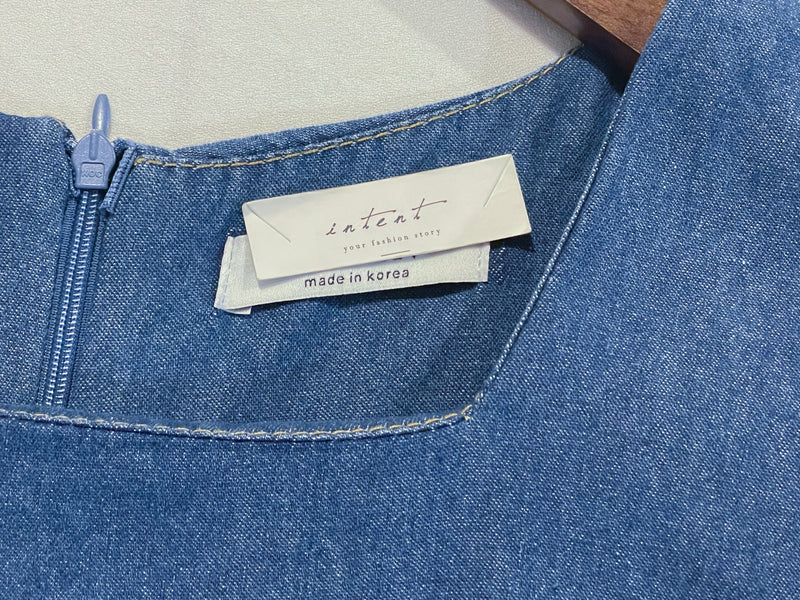 intent
your fashion story
made in korea